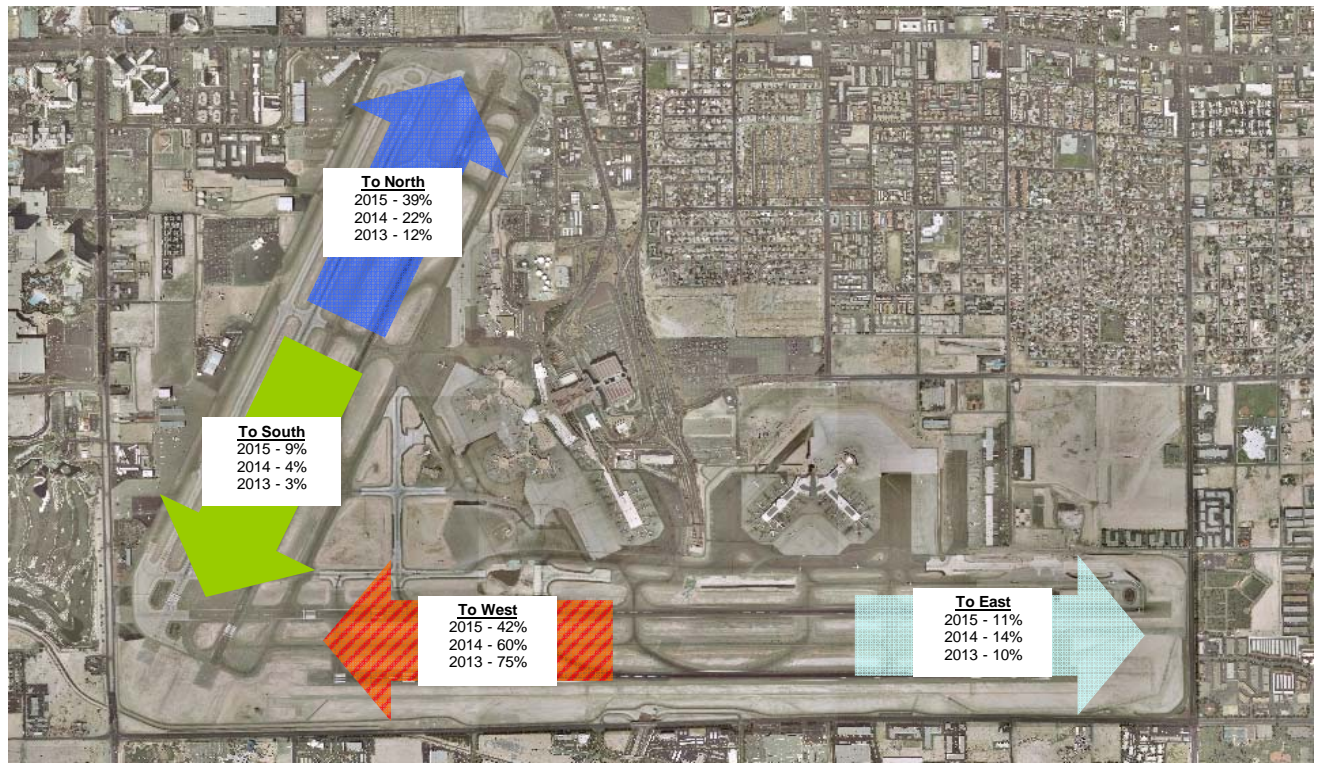 To North
2015 - 39%
2014 - 22%
2013 - 12%
To South
2015 - 9%
2014 - 4%
2013 - 3%
To West
2015 - 42%
2014 - 60%
2013 - 75%
To East
2015 - 11%
2014 - 14%
2013 - 10%